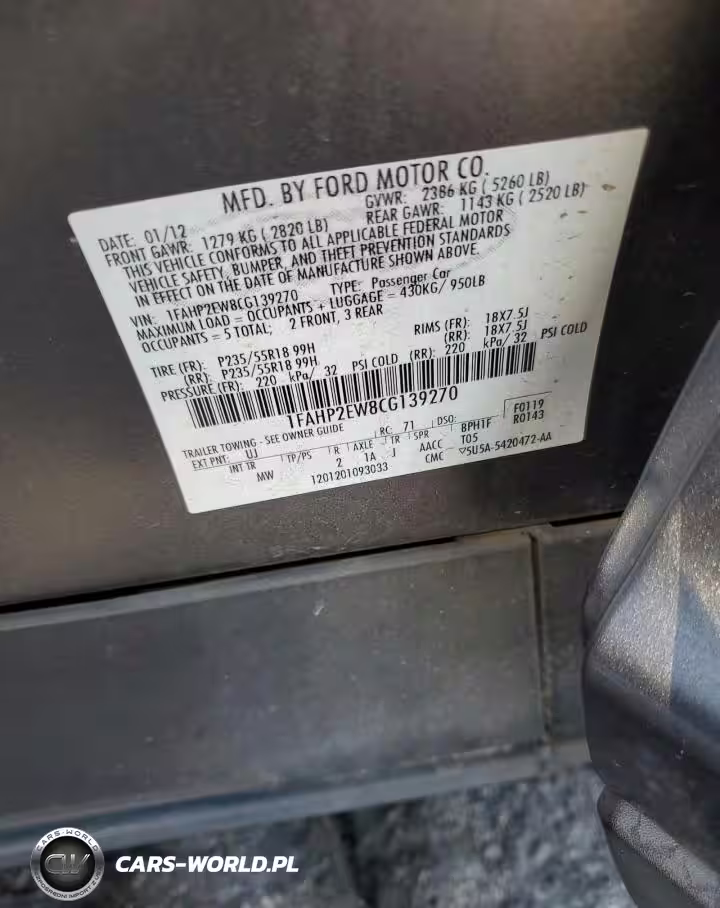 MFD. BY FORD MOTOR CO.
DATE: 01/12 GVWR: 2386 KG ( 5260 LB)
FRONT GAWR: 1279 KG ( 2820 LB) REAR GAWR: 1143 KG ( 2520 LB)
THIS VEHICLE CONFORMS TO ALL APPLICABLE FEDERAL MOTOR
VEHICLE SAFETY, BUMPER, AND THEFT PREVENTION STANDARDS
IN EFFECT ON THE DATE OF MANUFACTURE SHOWN ABOVE.
VIN: 1FAHP2EW8CG139270 TYPE: Passenger Car
MAXIMUM LOAD = OCCUPANTS + LUGGAGE = 430KG/ 950LB
OCCUPANTS = 5 TOTAL; 2 FRONT, 3 REAR
TIRE (FR): P235/55R18 99H RIMS (FR): 18X7.5J
(RR): P235/55R18 99H (RR): 18X7.5J
PRESSURE (FR): 220 kPa/ 32 PSI COLD (RR): 220 kPa/ 32 PSI COLD
1FAHP2EW8CG139270
TRAILER TOWING - SEE OWNER GUIDE
EXT PNT: UJ RC: 71 DSO: F0119
INT TR TP/PS R AXLE TR SPR BPH1F R0143
MW 2 1A J AACC T05
1201201093033 CMC ▽5U5A-5420472-AA
CARS-WORLD
CW
CARS-WORLD.PL